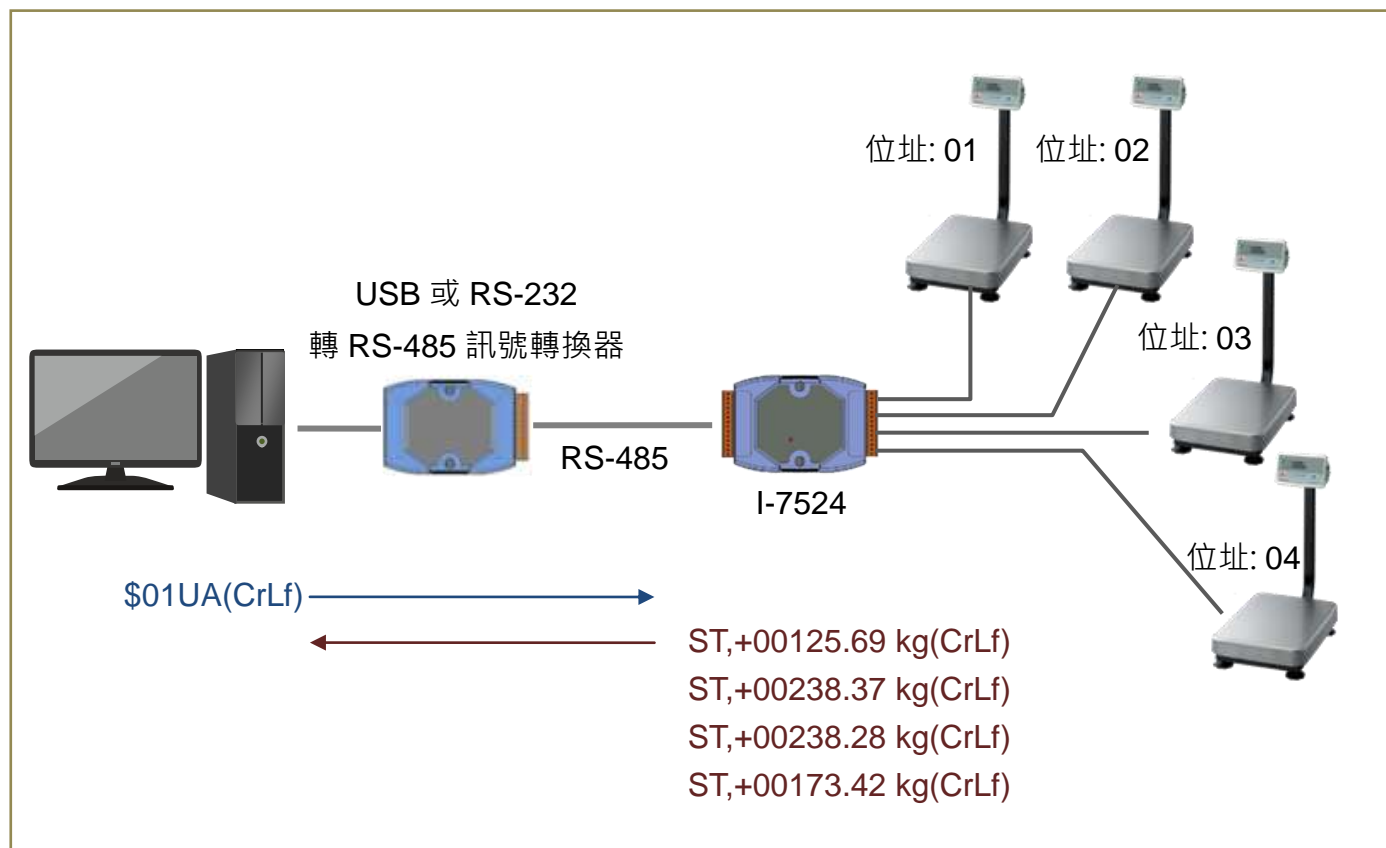 位址: 01
位址: 02
USB 或 RS-232
轉 RS-485 訊號轉換器
位址: 03
RS-485
I-7524
位址: 04
$01UA(CrLf)
ST,+00125.69 kg(CrLf)
ST,+00238.37 kg(CrLf)
ST,+00238.28 kg(CrLf)
ST,+00173.42 kg(CrLf)